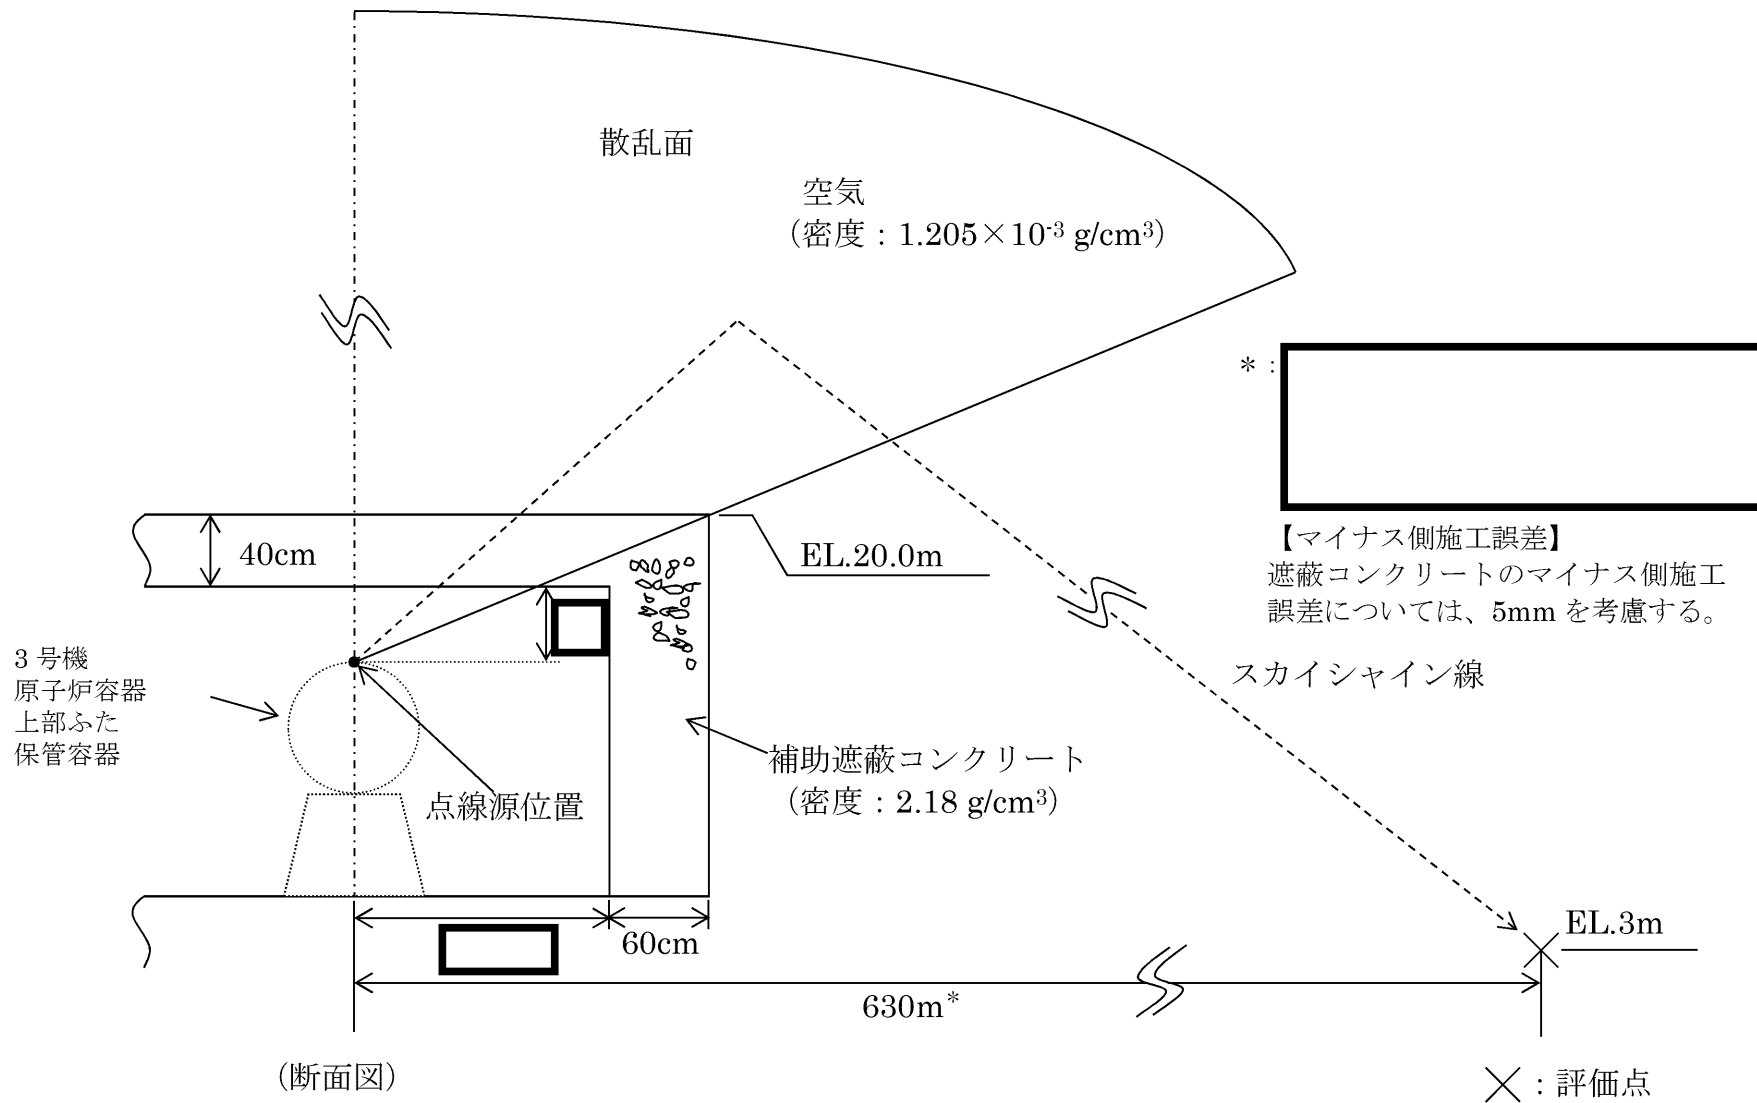 散乱面
空気
（密度：1.205×10⁻³ g/cm³）
＊：
【マイナス側施工誤差】
遮蔽コンクリートのマイナス側施工
誤差については、5mm を考慮する。
40cm
EL.20.0m
3 号機
原子炉容器
上部ふた
保管容器
スカイシャイン線
補助遮蔽コンクリート
（密度：2.18 g/cm³）
点線源位置
EL.3m
60cm
630m＊
（断面図）
：評価点